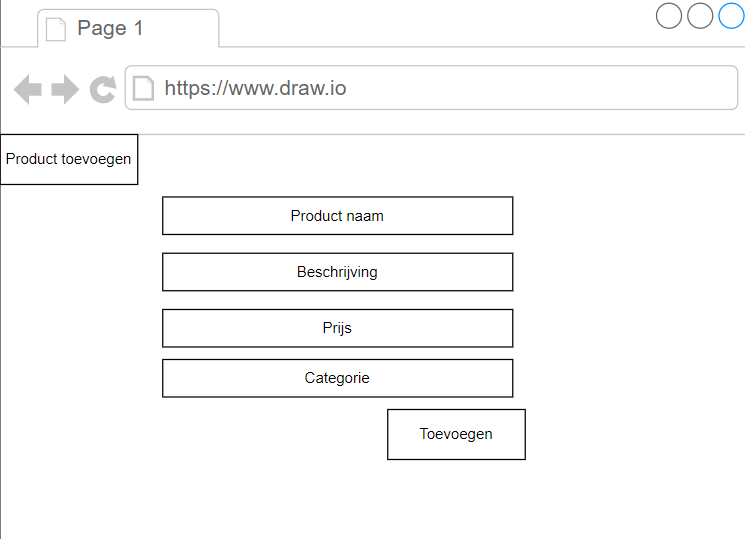 Page 1
https://www.draw.io
Product toevoegen
Product naam
Beschrijving
Prijs
Categorie
Toevoegen